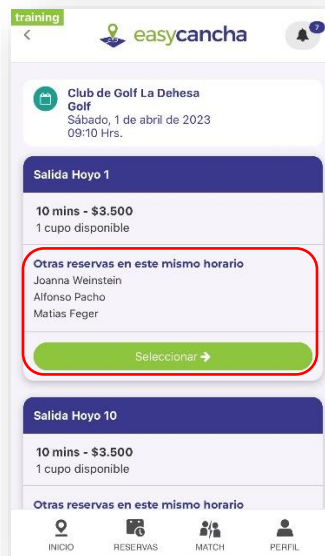 training
easycancha
7
Club de Golf La Dehesa
Golf
Sábado, 1 de abril de 2023
09:10 Hrs.
Salida Hoyo 1
10 mins - $3.500
1 cupo disponible
Otras reservas en este mismo horario
Joanna Weinstein
Alfonso Pacho
Matias Feger
Seleccionar →
Salida Hoyo 10
10 mins - $3.500
1 cupo disponible
Otras reservas en este mismo horario
INICIO RESERVAS MATCH PERFIL